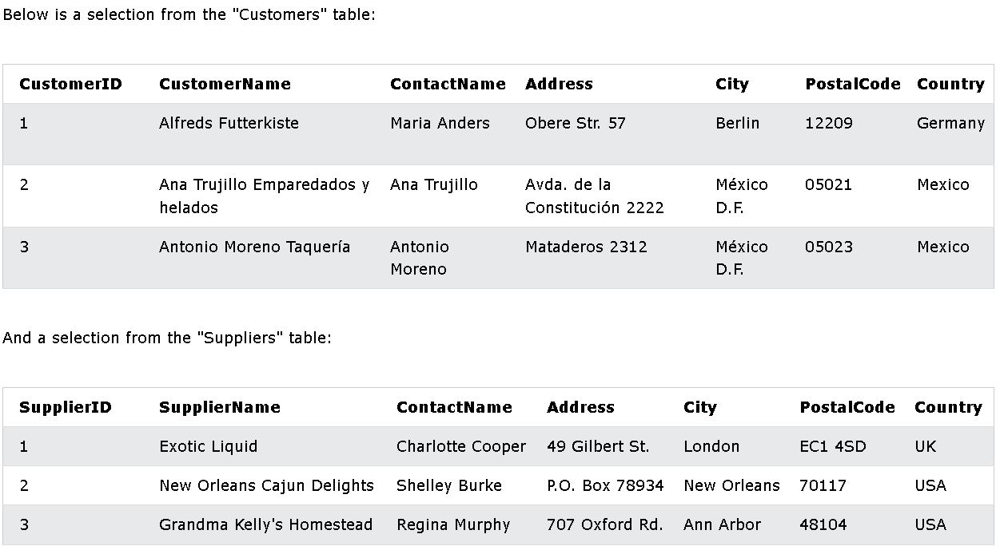 Below is a selection from the "Customers" table:
CustomerID CustomerName ContactName Address City PostalCode Country
1 Alfreds Futterkiste Maria Anders Obere Str. 57 Berlin 12209 Germany
2 Ana Trujillo Emparedados y Ana Trujillo Avda. de la México 05021 Mexico
helados Constitución 2222 D.F.
3 Antonio Moreno Taquería Antonio Mataderos 2312 México 05023 Mexico
Moreno D.F.
And a selection from the "Suppliers" table:
SupplierID SupplierName ContactName Address City PostalCode Country
1 Exotic Liquid Charlotte Cooper 49 Gilbert St. London EC1 4SD UK
2 New Orleans Cajun Delights Shelley Burke P.O. Box 78934 New Orleans 70117 USA
3 Grandma Kelly's Homestead Regina Murphy 707 Oxford Rd. Ann Arbor 48104 USA